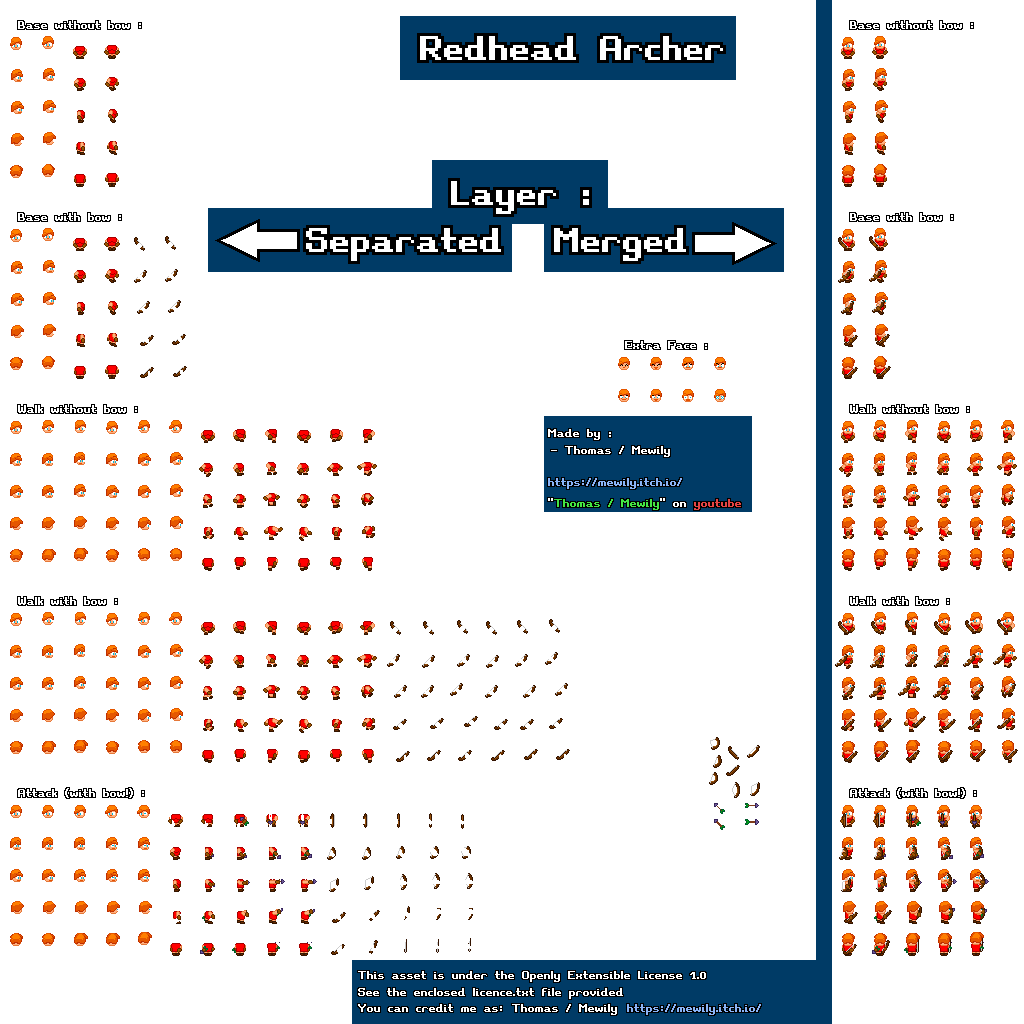 Redhead Archer
Layer :
Separated
Merged
Base without bow :
Base with bow :
Walk without bow :
Walk with bow :
Attack (with bow!) :
Extra Face :
Made by :
- Thomas / Mewily
https://mewily.itch.io/
"Thomas / Mewily" on youtube
Base without bow :
Base with bow :
Walk without bow :
Walk with bow :
Attack (with bow!) :
This asset is under the Openly Extensible License 1.0
See the enclosed licence.txt file provided
You can credit me as: Thomas / Mewily https://mewily.itch.io/